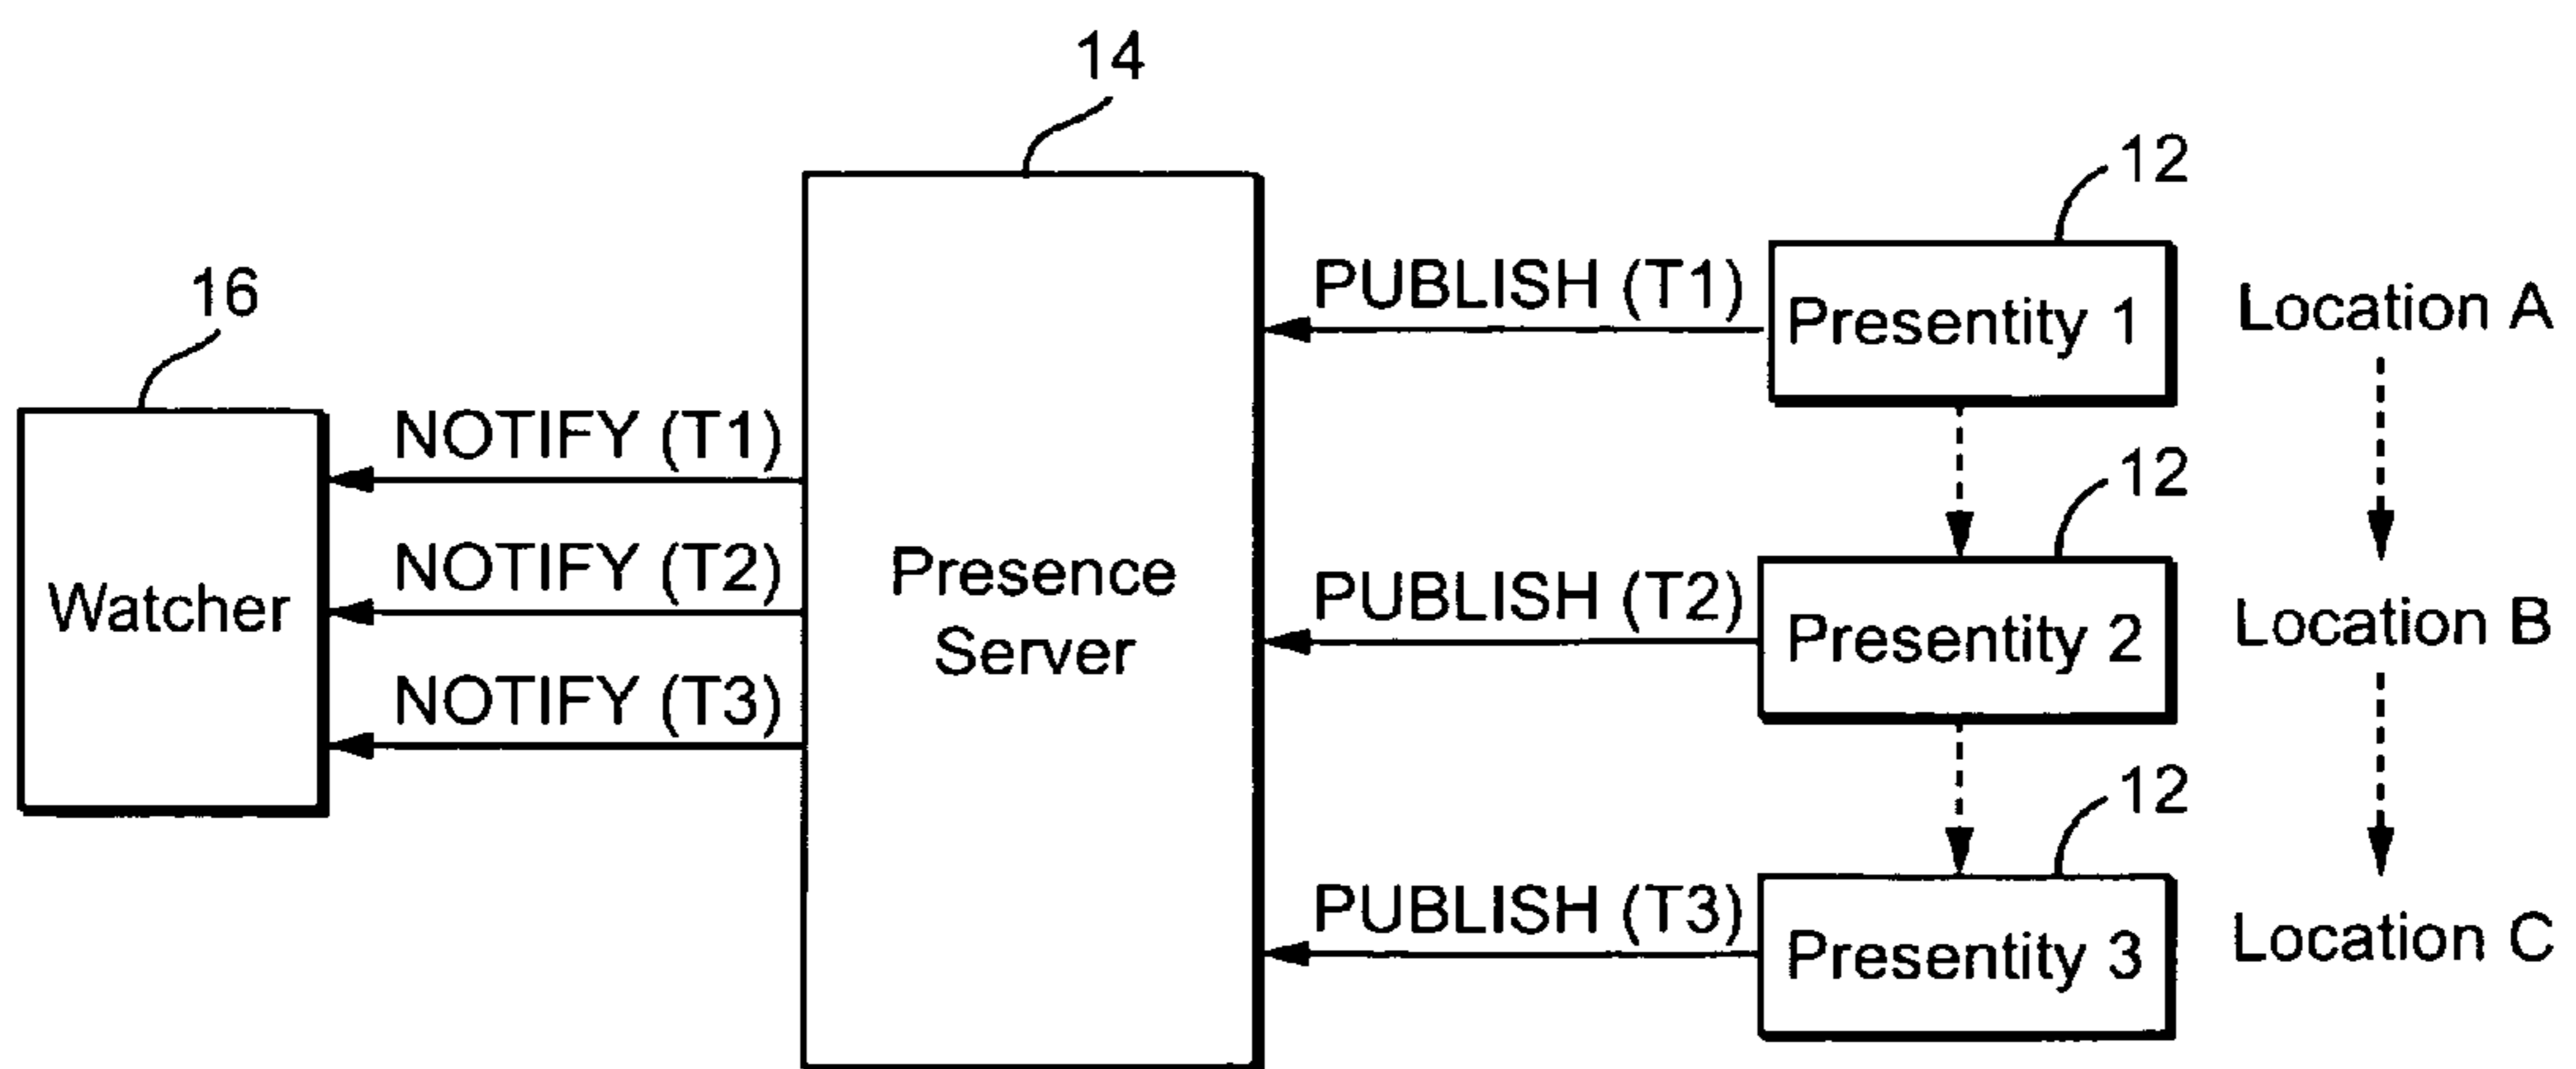 14
12
PUBLISH (T1)
Presentity 1
Location A
16
NOTIFY (T1)
12
Watcher
NOTIFY (T2)
Presence
Server
PUBLISH (T2)
Presentity 2
Location B
NOTIFY (T3)
12
PUBLISH (T3)
Presentity 3
Location C